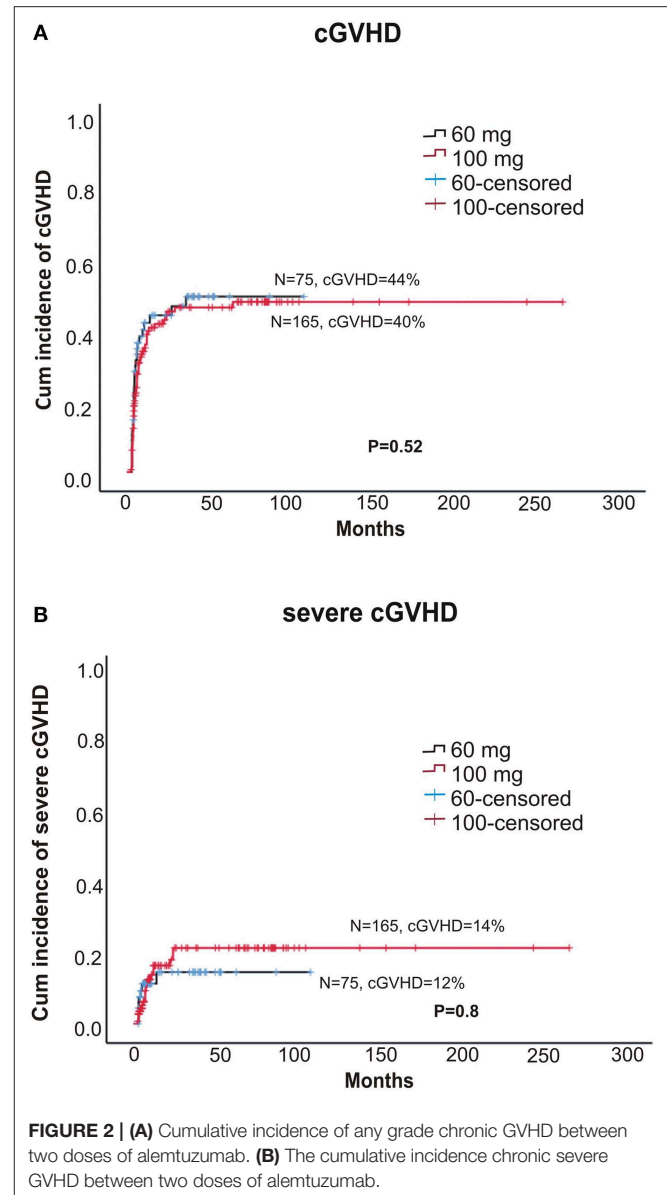 A
cGVHD
Cum incidence of cGVHD
1.0
0.8
0.6
0.4
0.2
0.0
60 mg
100 mg
60-censored
100-censored
N=75, cGVHD=44%
N=165, cGVHD=40%
P=0.52
0 50 100 150 200 250 300
Months
B
severe cGVHD
Cum incidence of severe cGVHD
1.0
0.8
0.6
0.4
0.2
0.0
60 mg
100 mg
60-censored
100-censored
N=165, cGVHD=14%
N=75, cGVHD=12%
P=0.8
0 50 100 150 200 250 300
Months
FIGURE 2 | (A) Cumulative incidence of any grade chronic GVHD between
two doses of alemtuzumab. (B) The cumulative incidence chronic severe
GVHD between two doses of alemtuzumab.